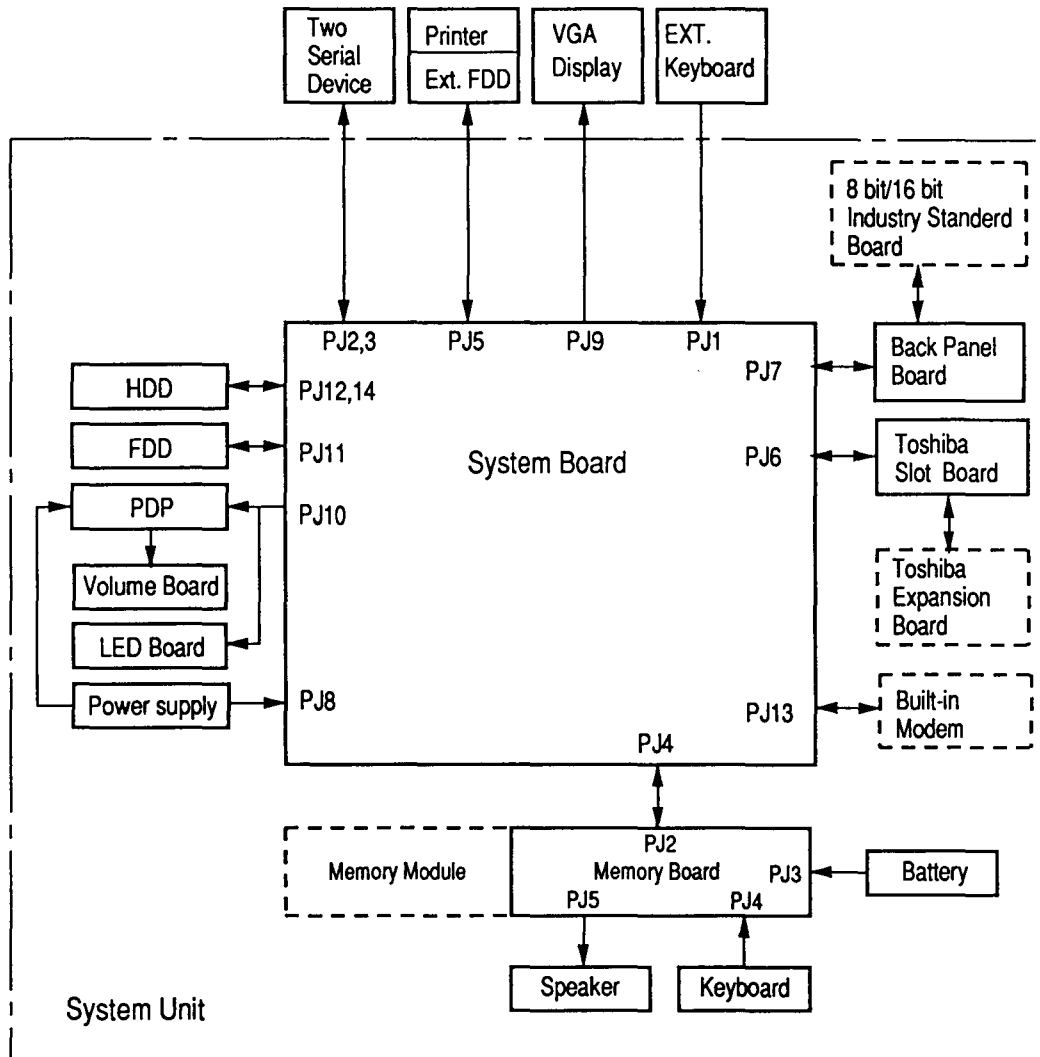 Two
Serial
Device
Printer
Ext. FDD
VGA
Display
EXT.
Keyboard
8 bit/16 bit
Industry Standerd
Board
PJ2,3
PJ5
PJ9
PJ1
Back Panel
Board
PJ7
HDD
PJ12,14
FDD
PJ11
System Board
PJ6
Toshiba
Slot Board
PDP
PJ10
Volume Board
Toshiba
Expansion
Board
LED Board
Power supply
PJ8
PJ13
Built-in
Modem
PJ4
PJ2
Memory Module
Memory Board
PJ3
Battery
PJ5
PJ4
Speaker
Keyboard
System Unit